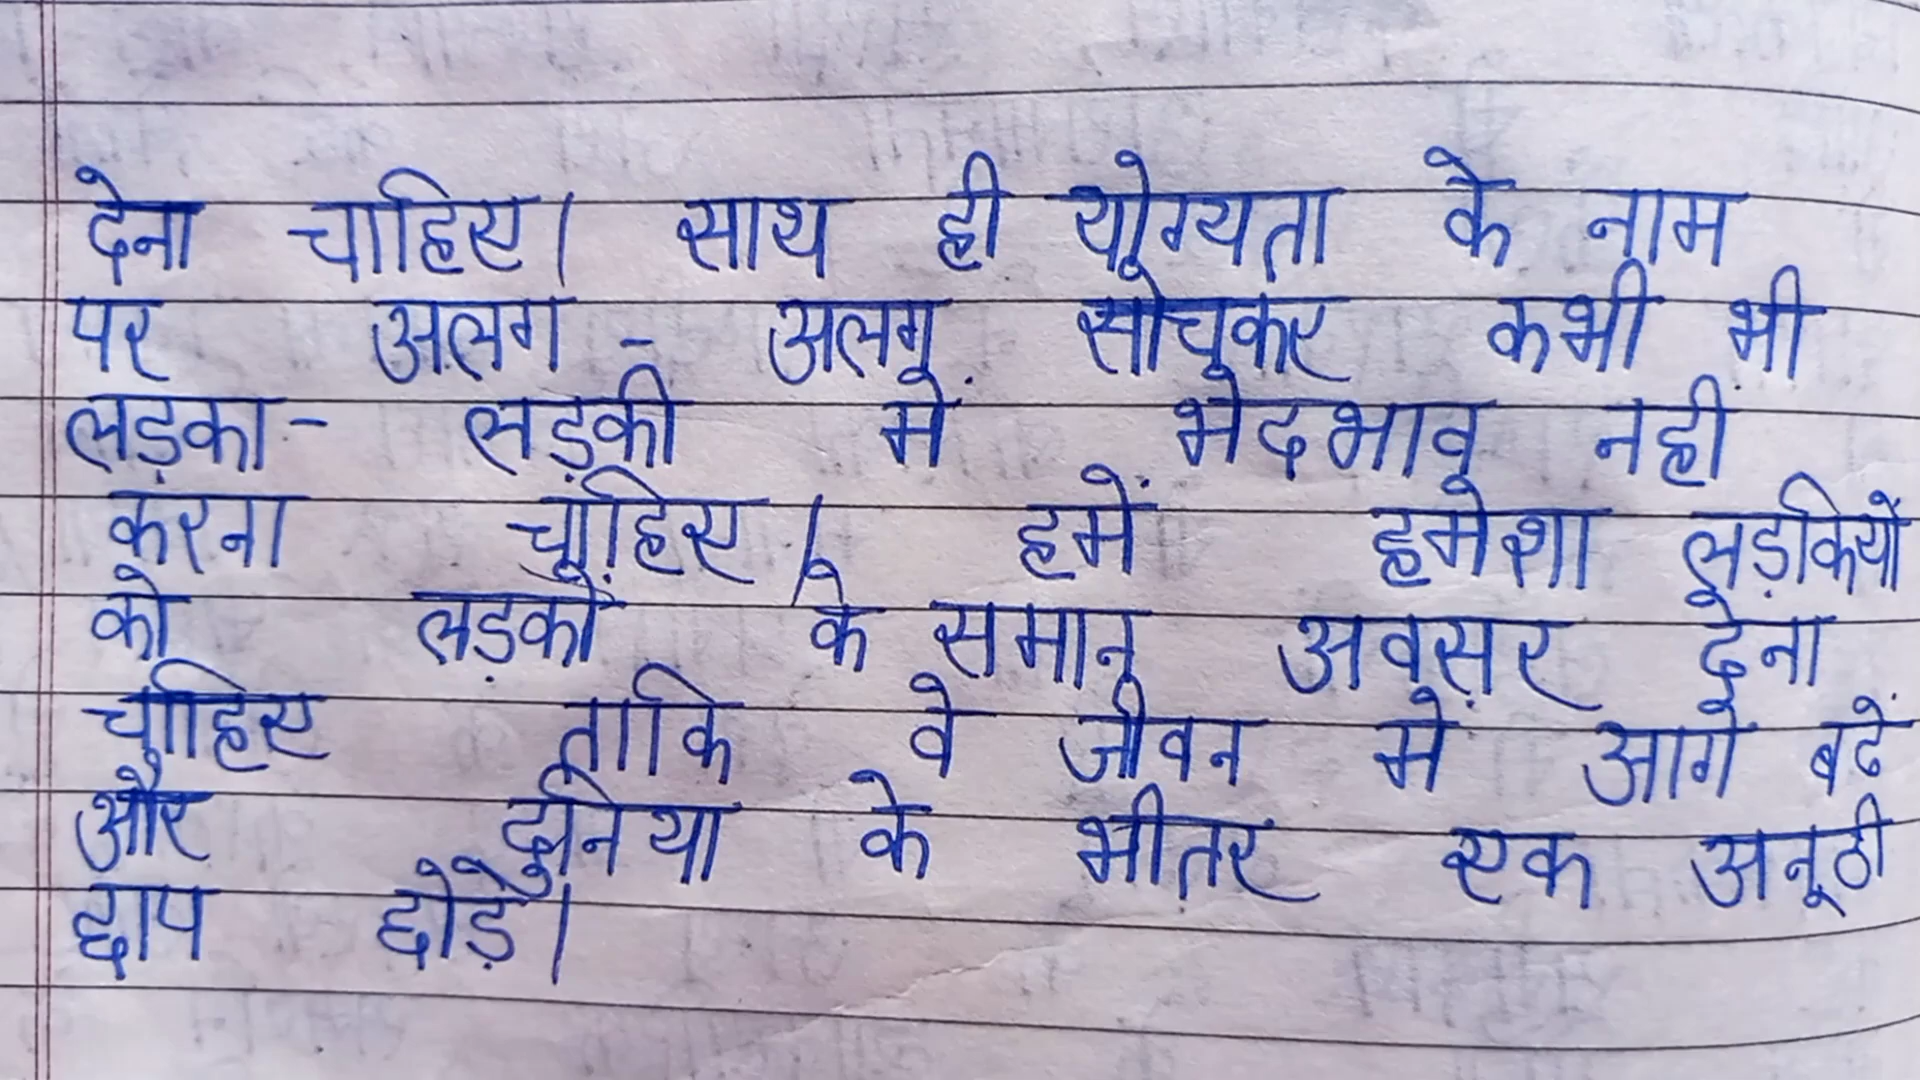 देना चाहिए। साथ ही योग्यता के नाम
पर अलग - अलग सोचकर कभी भी
लड़का - लड़की में भेदभाव नही
करना चाहिए। हमें हमेशा लड़कियों
को लड़कों के समान अवसर देना
चाहिए ताकि वे जीवन में आगे बढें
और दुनिया के भीतर एक अनूठी
छाप छोड़े।